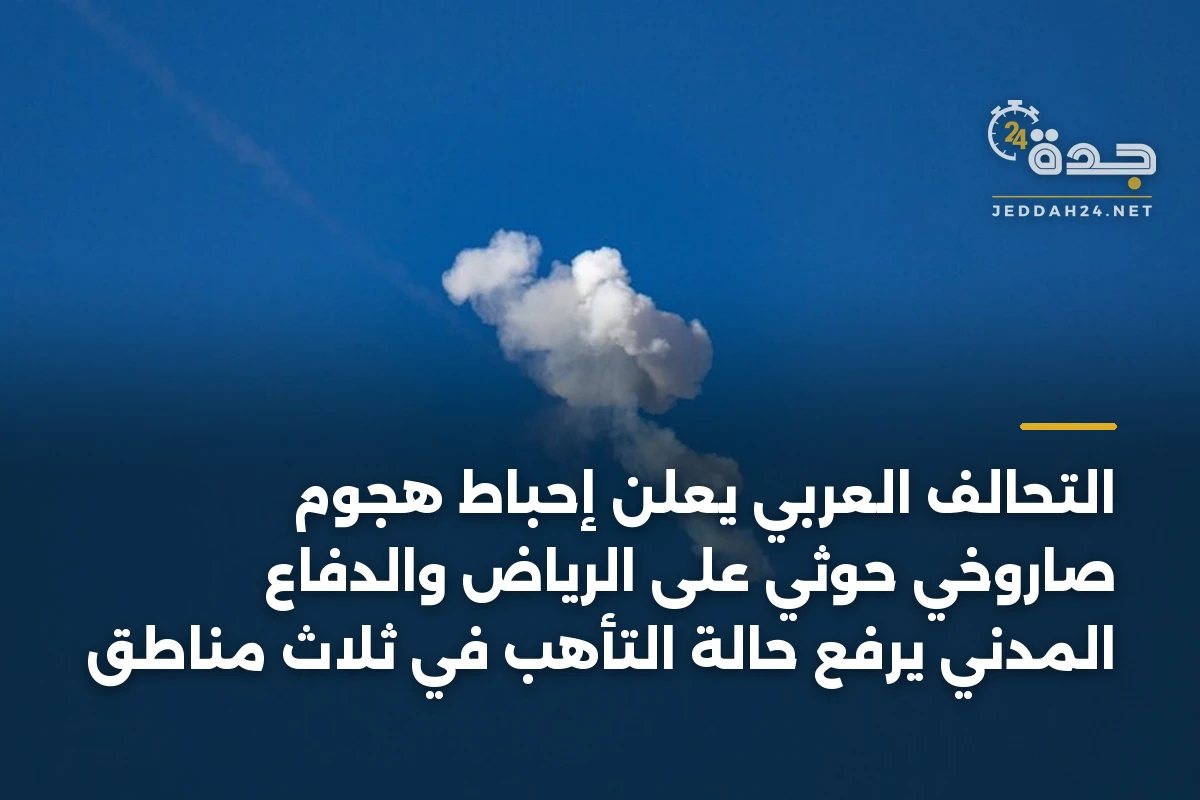 24
جدة
JEDDAH24.NET
التحالف العربي يعلن إحباط هجوم
صاروخي حوثي على الرياض والدفاع
المدني يرفع حالة التأهب في ثلاث مناطق